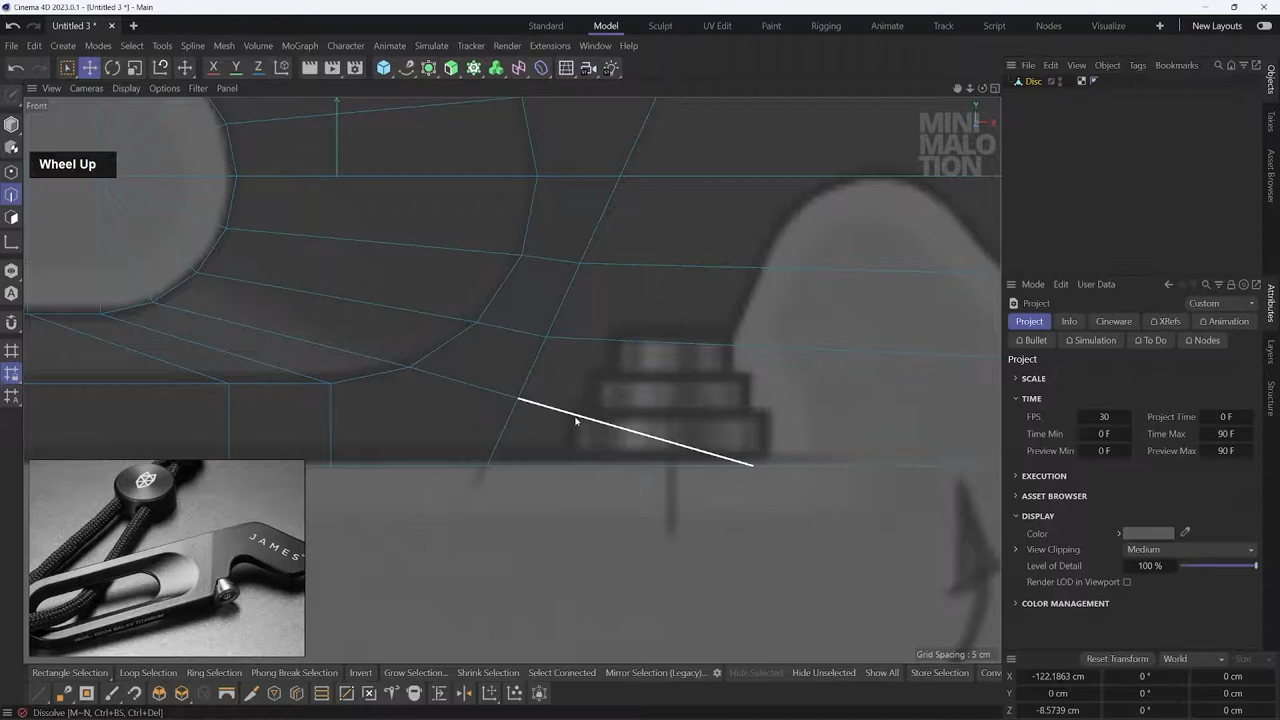 Cinema 4D 2023.0.1 - [Untitled 3 *] - Main
Untitled 3 *
Standard Model Sculpt UV Edit Paint Rigging Animate Track Script Nodes Visualize New Layouts
File Edit Create Modes Select Tools Spline Mesh Volume MoGraph Character Animate Simulate Tracker Render Extensions Window Help
X Y Z
File Edit View Object Tags Bookmarks
Disc
Objects
Takes
Asset Browser
View Cameras Display Options Filter Panel
Front
Y
X
MINI
MALO
TION
Wheel Up
Mode Edit User Data
Project Custom
Project Info Cineware XRefs Animation
Bullet Simulation To Do Nodes
Attributes
Layers
Structure
Project
SCALE
TIME
FPS 30 Project Time 0 F
Time Min 0 F Time Max 90 F
Preview Min 0 F Preview Max 90 F
EXECUTION
ASSET BROWSER
DISPLAY
Color
View Clipping Medium
Level of Detail 100 %
Render LOD in Viewport
COLOR MANAGEMENT
JAMES
Grid Spacing : 5 cm
Rectangle Selection Loop Selection Ring Selection Phong Break Selection Invert Grow Selection... Shrink Selection Select Connected Mirror Selection (Legacy)... Hide Selected Hide Unselected Show All Store Selection Conv
Reset Transform World Size
X -122.1863 cm 0 ° 0 cm
Y 0 cm 0 ° 0 cm
Z -8.5739 cm 0 ° 0 cm
Dissolve [M~N, Ctrl+BS, Ctrl+Del]